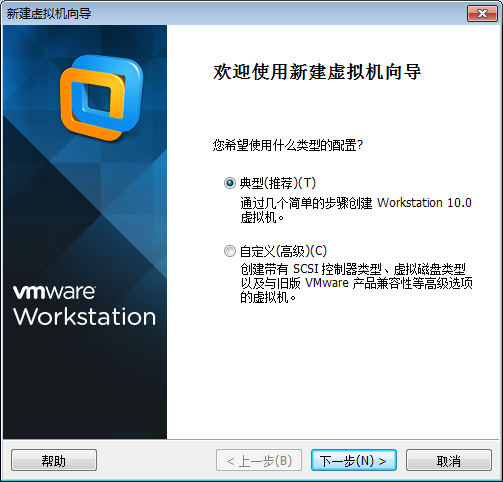 新建虚拟机向导
欢迎使用新建虚拟机向导
您希望使用什么类型的配置?
典型(推荐)(T)
通过几个简单的步骤创建 Workstation 10.0
虚拟机。
自定义(高级)(C)
创建带有 SCSI 控制器类型、虚拟磁盘类型
以及与旧版 VMware 产品兼容性等高级选项
的虚拟机。
vmware
Workstation
帮助
< 上一步(B)
下一步(N) >
取消